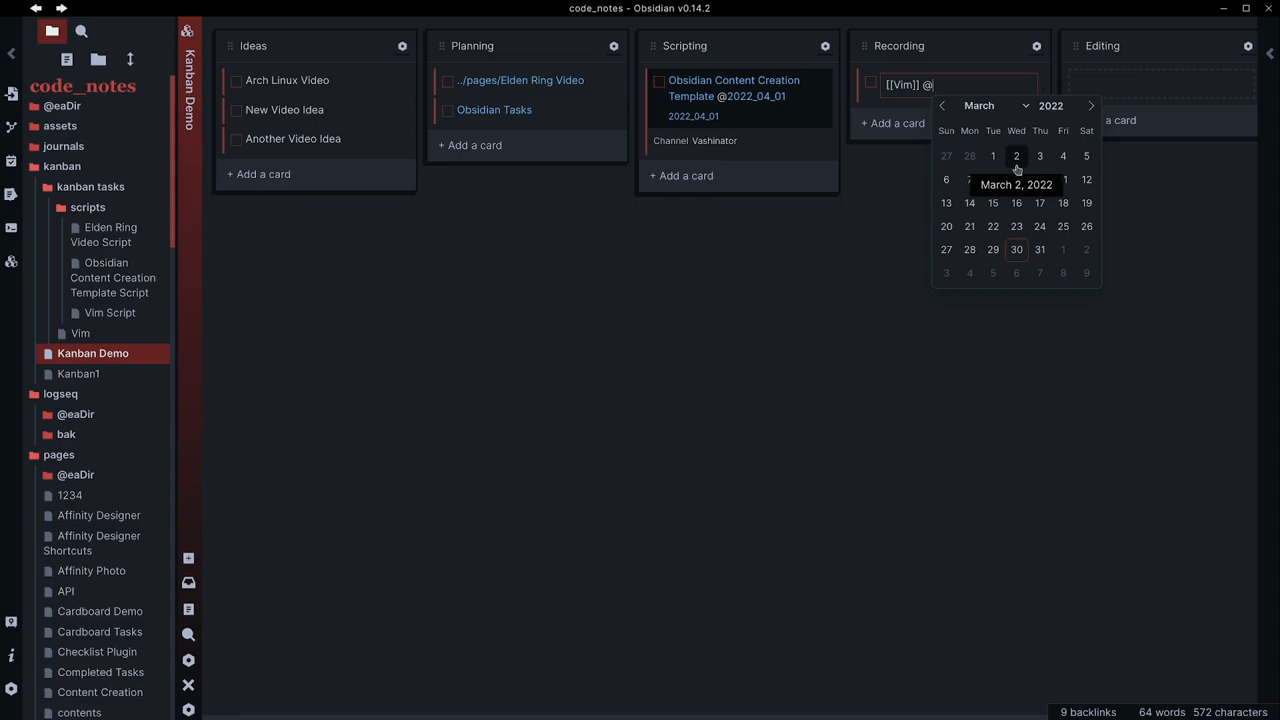 code_notes - Obsidian v0.14.2
code_notes
@eaDir
assets
journals
kanban
kanban tasks
scripts
Elden Ring
Video Script
Obsidian
Content Creation
Template Script
Vim Script
Vim
Kanban Demo
Kanban1
logseq
@eaDir
bak
pages
@eaDir
1234
Affinity Designer
Affinity Designer
Shortcuts
Affinity Photo
API
Cardboard Demo
Cardboard Tasks
Checklist Plugin
Completed Tasks
Content Creation
contents
Kanban Demo
Ideas
Arch Linux Video
New Video Idea
Another Video Idea
+ Add a card
Planning
../pages/Elden Ring Video
Obsidian Tasks
+ Add a card
Scripting
Obsidian Content Creation
Template @2022_04_01
2022_04_01
Channel Vashinator
+ Add a card
Recording
[[Vim]] @
+ Add a card
Editing
a card
March 2022
Sun Mon Tue Wed Thu Fri Sat
27 28 1 2 3 4 5
6 12
March 2, 2022
13 14 15 16 17 18 19
20 21 22 23 24 25 26
27 28 29 30 31 1 2
3 4 5 6 7 8 9
9 backlinks 64 words 572 characters